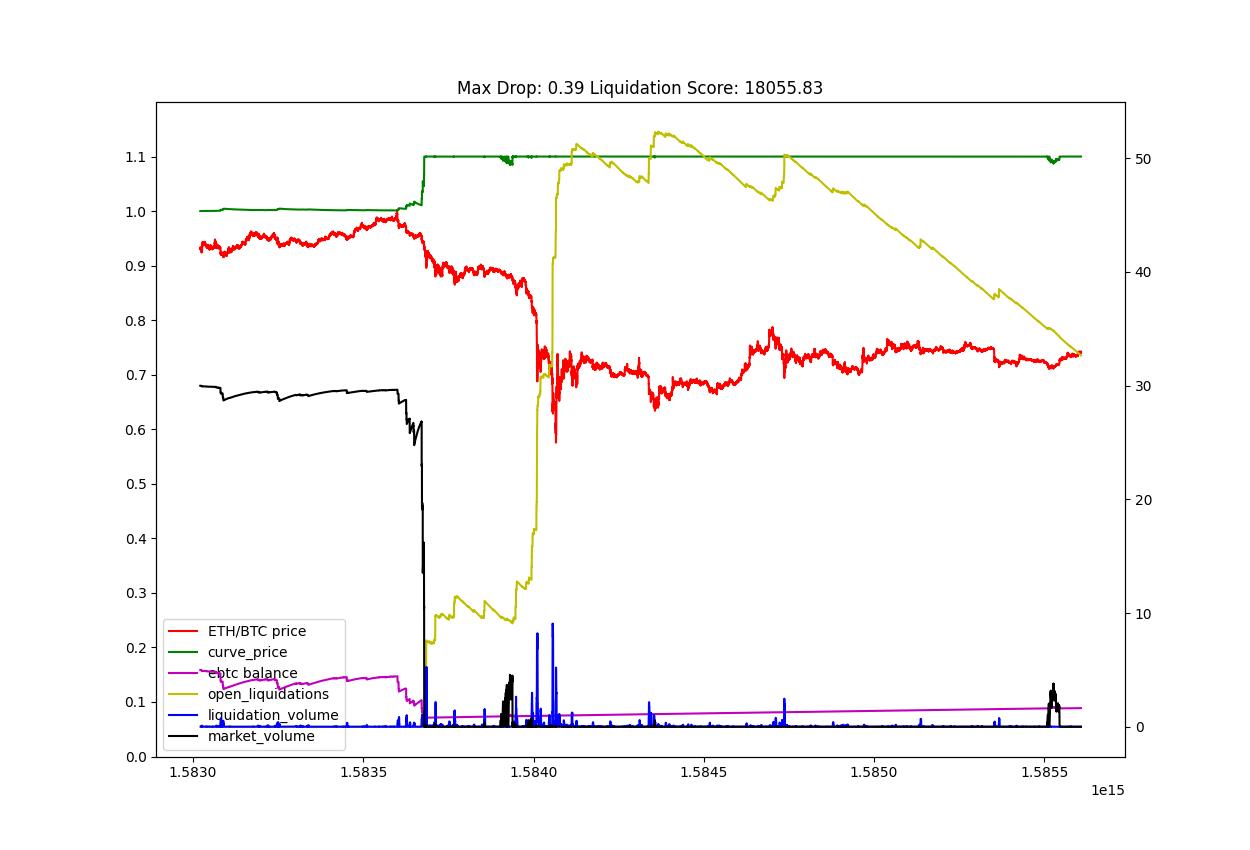 Max Drop: 0.39 Liquidation Score: 18055.83
1.1
1.0
0.9
0.8
0.7
0.6
0.5
0.4
0.3
0.2
0.1
0.0
50
40
30
20
10
0
ETH/BTC price
curve_price
ebtc balance
open_liquidations
liquidation_volume
market_volume
1.5830 1.5835 1.5840 1.5845 1.5850 1.5855
1e15